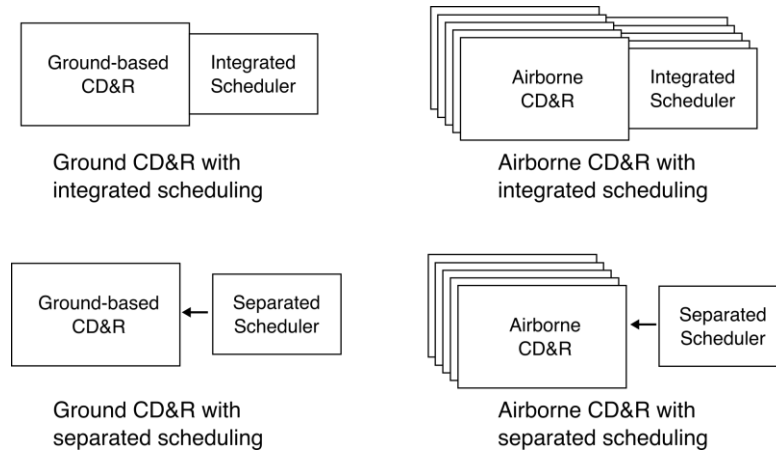 Ground-based
CD&R
Integrated
Scheduler
Ground CD&R with
integrated scheduling
Airborne
CD&R
Integrated
Scheduler
Airborne CD&R with
integrated scheduling
Ground-based
CD&R
Separated
Scheduler
Ground CD&R with
separated scheduling
Airborne
CD&R
Separated
Scheduler
Airborne CD&R with
separated scheduling